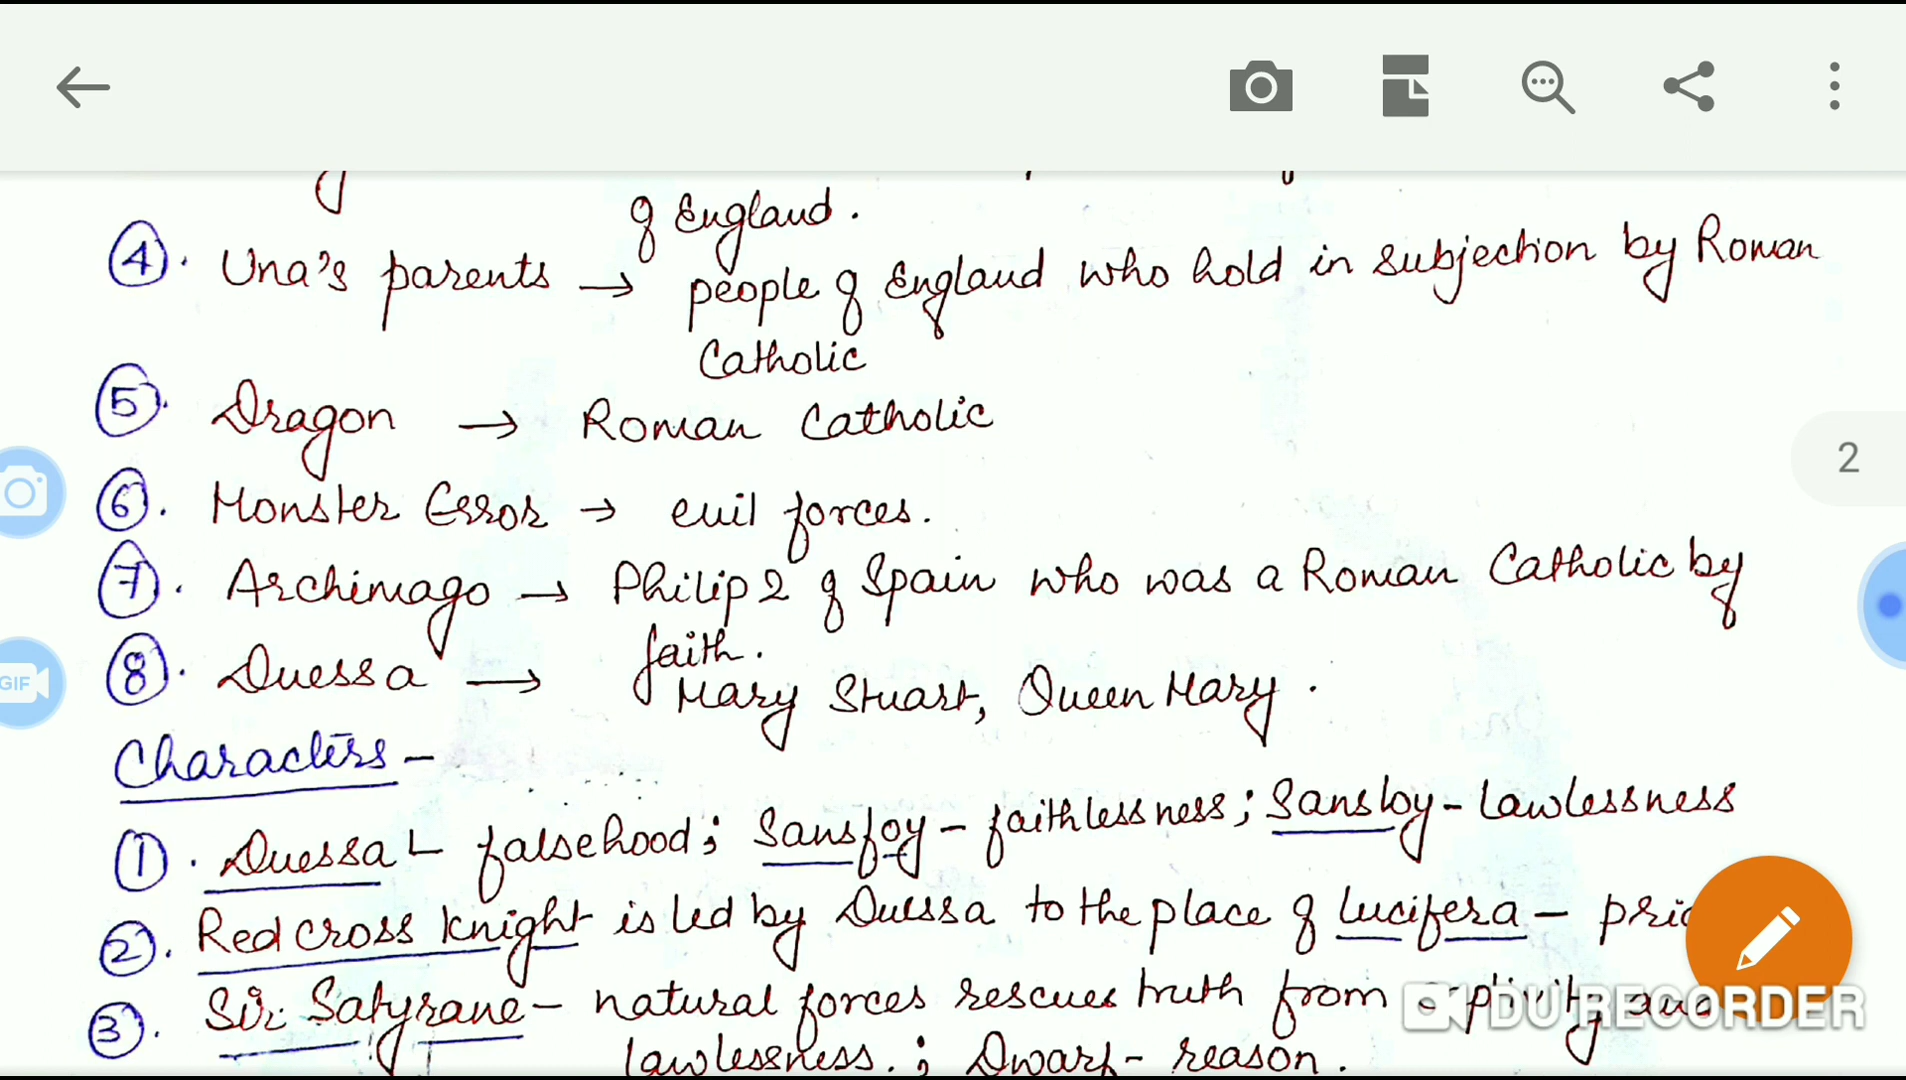 of England.
④. Una's parents → people of England who hold in subjection by Roman
Catholic
⑤. Dragon → Roman Catholic
⑥. Monster Error → evil forces.
⑦. Archimago → Philip 2 of Spain who was a Roman Catholic by
faith.
⑧. Duessa → Mary Stuart, Queen Mary.
Characters -
①. Duessa - falsehood; Sansfoy - faithlessness; Sansloy - Lawlessness
②. Red cross knight is led by Duessa to the place of Lucifera -
③. Sir Satyrane - natural forces rescues truth from captivity and
lawlessness.; Dwarf - reason.
2
GIF
DU RECORDER